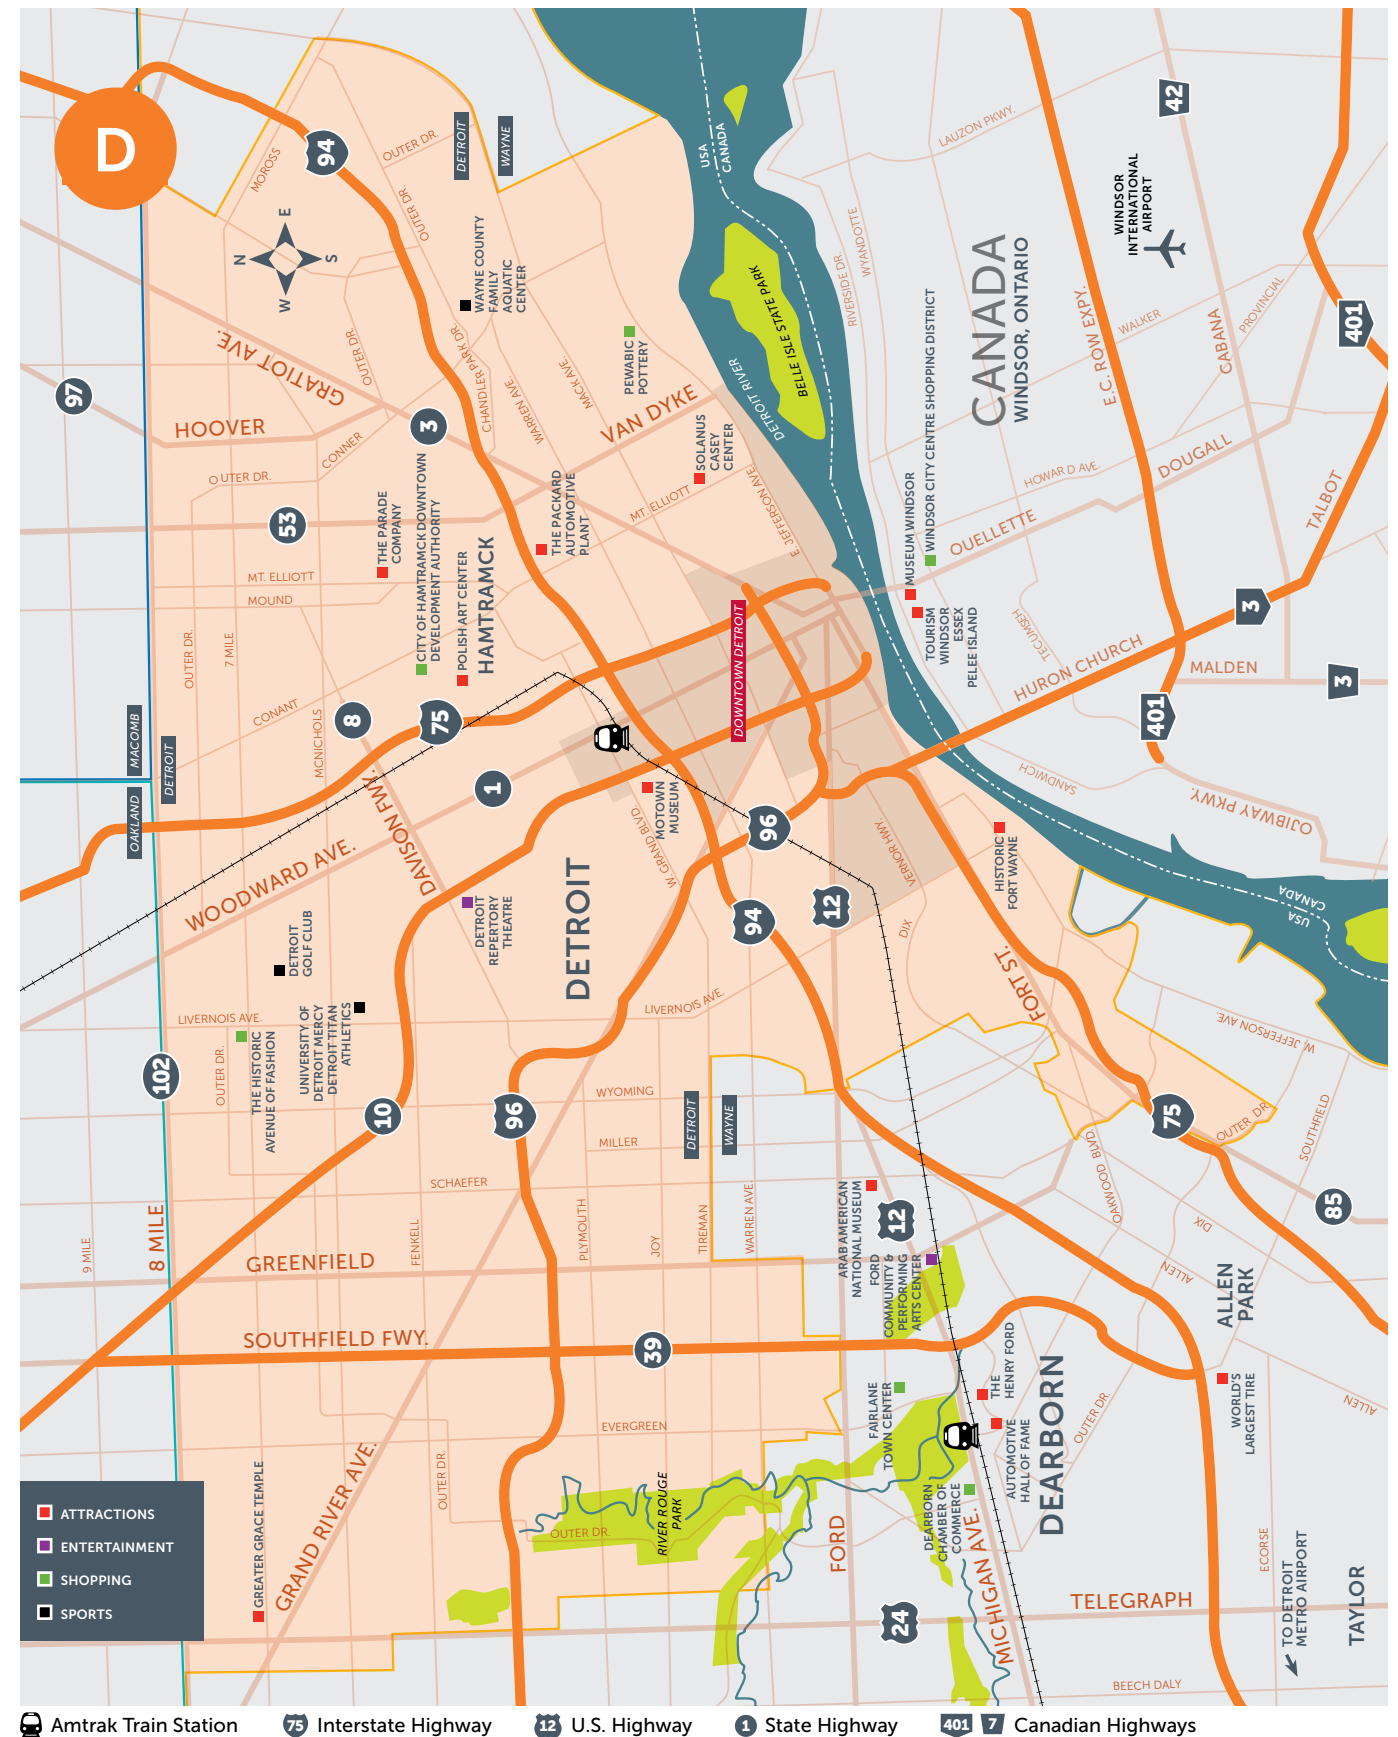 D
94
MOROSS
OUTER DR.
DETROIT
WAYNE
OUTER DR.
N
E
S
W
WAYNE COUNTY
FAMILY
AQUATIC
CENTER
USA
CANADA
LAUZON PKWY.
42
WINDSOR
INTERNATIONAL
AIRPORT
RIVERSIDE DR.
WYANDOTTE
CANADA
WINDSOR, ONTARIO
BELLE ISLE STATE PARK
DETROIT RIVER
E.C. ROW EXPY.
WALKER
CABANA
PROVINCIAL
401
97
GRATIOT AVE.
OUTER DR.
HOOVER
3
CHANDLER PARK DR.
WARREN AVE.
MACK AVE.
PEWABIC
POTTERY
VAN DYKE
SOLANUS
CASEY
CENTER
OUTER DR.
CONNER
MT. ELLIOTT
E. JEFFERSON AVE.
53
THE PARADE
COMPANY
CITY OF HAMTRAMCK DOWNTOWN
DEVELOPMENT AUTHORITY
POLISH ART CENTER
HAMTRAMCK
THE PACKARD
AUTOMOTIVE
PLANT
MUSEUM WINDSOR
WINDSOR CITY CENTRE SHOPPING DISTRICT
HOWARD AVE.
DOUGALL
OUELLETTE
TALBOT
MT. ELLIOTT
MOUND
OUTER DR.
7 MILE
DOWNTOWN DETROIT
TOURISM
WINDSOR
ESSEX
PELEE ISLAND
TECUMSEH
HURON CHURCH
3
MALDEN
3
401
CONANT
MCNICHOLS
8
75
MACOMB
DETROIT
OAKLAND
1
DAVISON FWY.
WOODWARD AVE.
MOTOWN
MUSEUM
W. GRAND BLVD.
96
VERNOR HWY.
SANDWICH
OJIBWAY PKWY.
HISTORIC
FORT WAYNE
CANADA
USA
DETROIT
REPERTORY
THEATRE
DETROIT
94
12
DIX
FORT ST.
DETROIT
GOLF CLUB
LIVERNOIS AVE.
UNIVERSITY OF
DETROIT MERCY
DETROIT TITAN
ATHLETICS
LIVERNOIS AVE.
W. JEFFERSON AVE.
102
OUTER DR.
THE HISTORIC
AVENUE OF FASHION
10
96
WYOMING
DETROIT
WAYNE
MILLER
75
OUTER DR.
SOUTHFIELD
SCHAEFER
ARAB AMERICAN
NATIONAL MUSEUM
12
OAKWOOD BLVD.
DIX
85
9 MILE
8 MILE
GREENFIELD
FENKELL
PLYMOUTH
JOY
TIREMAN
WARREN AVE.
FORD
COMMUNITY &
PERFORMING
ARTS CENTER
ALLEN
ALLEN
PARK
SOUTHFIELD FWY.
39
THE
HENRY FORD
FAIRLANE
TOWN CENTER
DEARBORN
OUTER DR.
WORLD'S
LARGEST TIRE
ALLEN
EVERGREEN
AUTOMOTIVE
HALL OF FAME
GREATER GRACE TEMPLE
GRAND RIVER AVE.
OUTER DR.
RIVER ROUGE
PARK
OUTER DR.
FORD
DEARBORN
CHAMBER OF
COMMERCE
MICHIGAN AVE.
ECORSE
TO DETROIT
METRO AIRPORT
TAYLOR
24
TELEGRAPH
BEECH DALY
ATTRACTIONS
ENTERTAINMENT
SHOPPING
SPORTS
Amtrak Train Station
75 Interstate Highway
12 U.S. Highway
1 State Highway
401 7 Canadian Highways